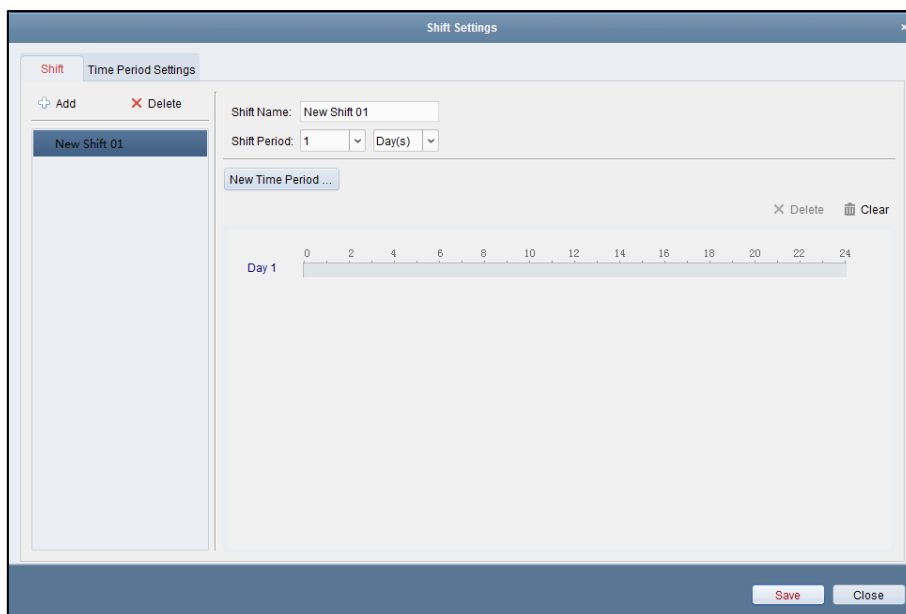 Shift Settings
×
Shift Time Period Settings
Add Delete
New Shift 01
Shift Name: New Shift 01
Shift Period: 1 Day(s)
New Time Period ...
Delete Clear
0 2 4 6 8 10 12 14 16 18 20 22 24
Day 1
Save Close